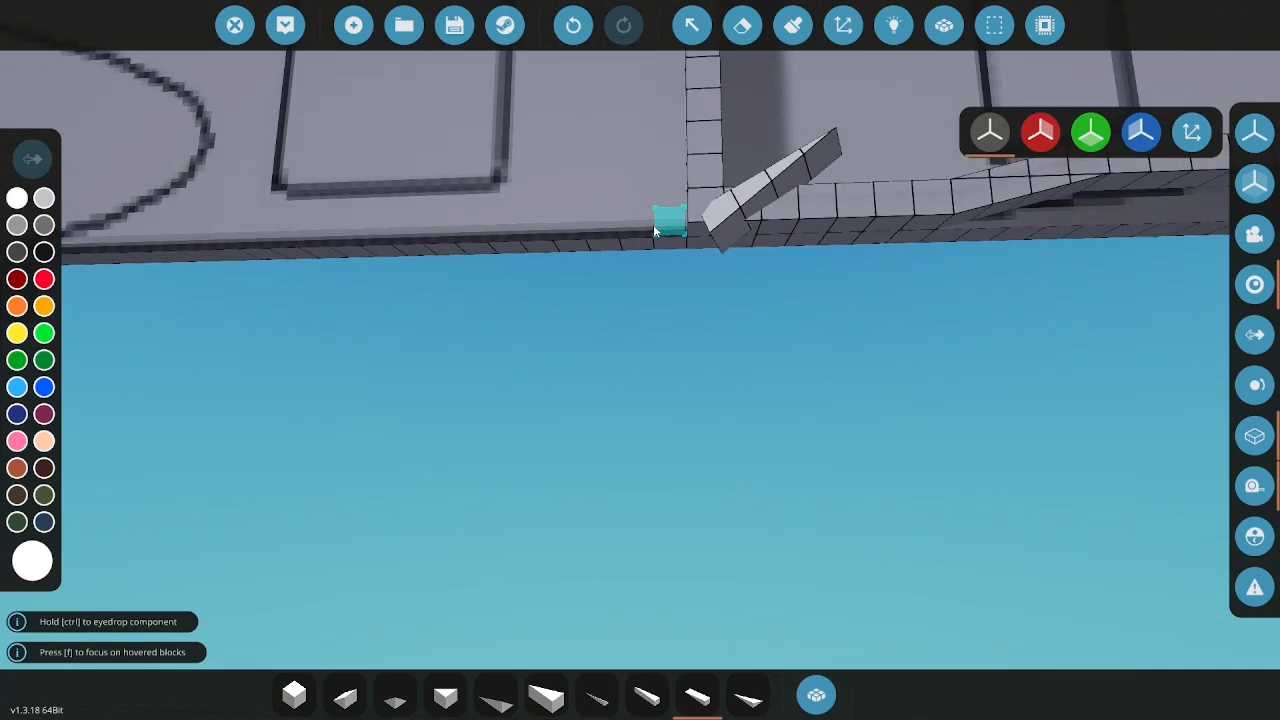 Hold [ctrl] to eyedrop component
Press [f] to focus on hovered blocks
v1.3.18 64Bit